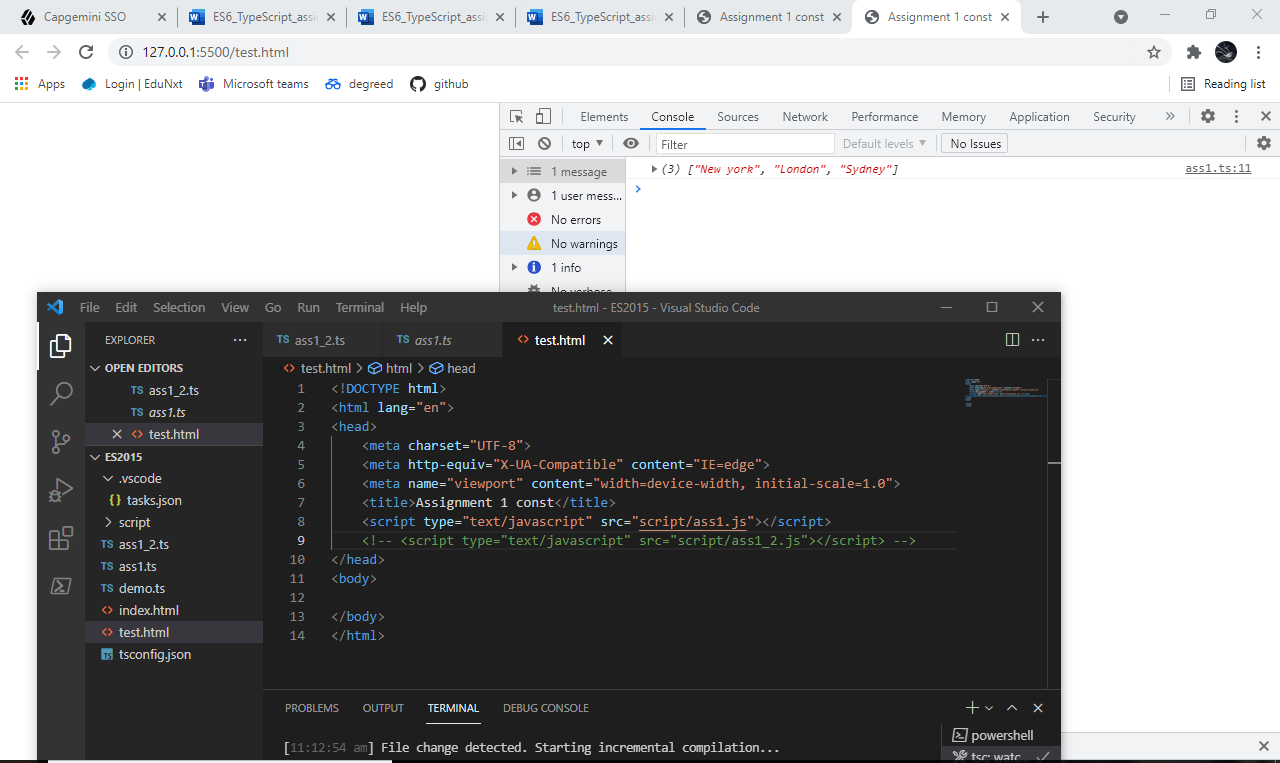 Capgemini SSO
ES6_TypeScript_assi
ES6_TypeScript_assi
ES6_TypeScript_assi
Assignment 1 const
Assignment 1 const
127.0.0.1:5500/test.html
Apps
Login | EduNxt
Microsoft teams
degreed
github
Reading list
Elements
Console
Sources
Network
Performance
Memory
Application
Security
top
Filter
Default levels
No Issues
1 message
(3) ["New york", "London", "Sydney"]
ass1.ts:11
1 user mess...
No errors
No warnings
1 info
No verbose
File Edit Selection View Go Run Terminal Help
test.html - ES2015 - Visual Studio Code
EXPLORER
TS ass1_2.ts
TS ass1.ts
test.html
OPEN EDITORS
TS ass1_2.ts
TS ass1.ts
test.html
ES2015
.vscode
{} tasks.json
script
TS ass1_2.ts
TS ass1.ts
TS demo.ts
index.html
test.html
tsconfig.json
test.html > html > head
1 <!DOCTYPE html>
2 <html lang="en">
3 <head>
4 <meta charset="UTF-8">
5 <meta http-equiv="X-UA-Compatible" content="IE=edge">
6 <meta name="viewport" content="width=device-width, initial-scale=1.0">
7 <title>Assignment 1 const</title>
8 <script type="text/javascript" src="script/ass1.js"></script>
9 <!-- <script type="text/javascript" src="script/ass1_2.js"></script> -->
10 </head>
11 <body>
12
13 </body>
14 </html>
PROBLEMS OUTPUT TERMINAL DEBUG CONSOLE
[11:12:54 am] File change detected. Starting incremental compilation...
powershell
tsc: watc